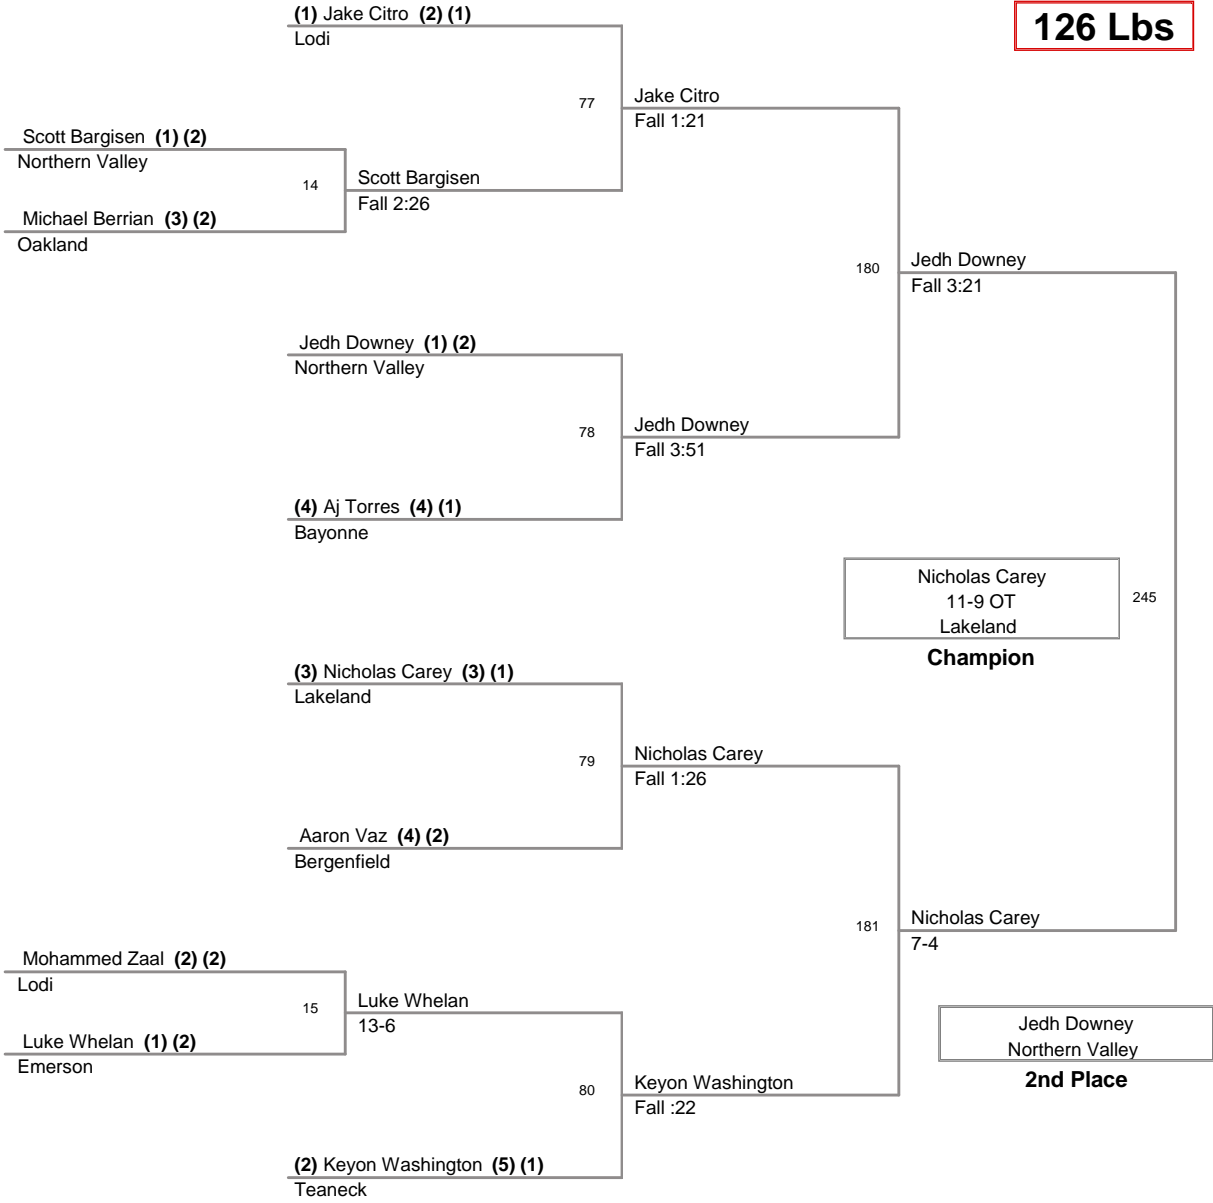 (1) Jake Citro (2) (1)
Lodi
126 Lbs
77
Jake Citro
Fall 1:21
Scott Bargisen (1) (2)
Northern Valley
14
Scott Bargisen
Fall 2:26
Michael Berrian (3) (2)
Oakland
180
Jedh Downey
Fall 3:21
Jedh Downey (1) (2)
Northern Valley
78
Jedh Downey
Fall 3:51
(4) Aj Torres (4) (1)
Bayonne
Nicholas Carey
11-9 OT
Lakeland
245
Champion
(3) Nicholas Carey (3) (1)
Lakeland
79
Nicholas Carey
Fall 1:26
Aaron Vaz (4) (2)
Bergenfield
181
Nicholas Carey
7-4
Mohammed Zaal (2) (2)
Lodi
15
Luke Whelan
13-6
Luke Whelan (1) (2)
Emerson
Jedh Downey
Northern Valley
2nd Place
80
Keyon Washington
Fall :22
(2) Keyon Washington (5) (1)
Teaneck